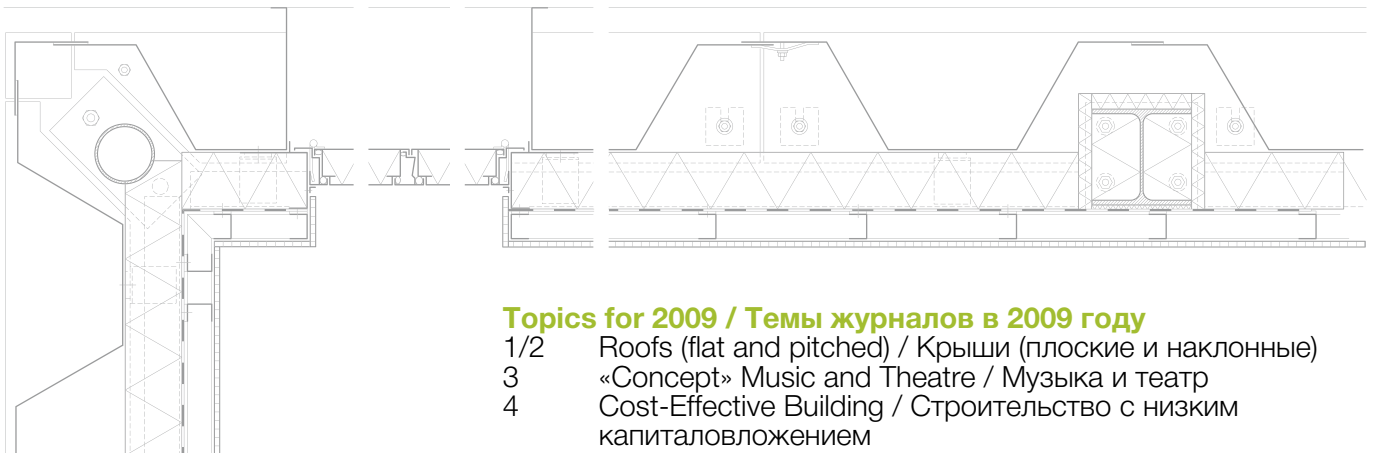 Topics for 2009 / Темы журналов в 2009 году
1/2 Roofs (flat and pitched) / Крыши (плоские и наклонные)
3 «Concept» Music and Theatre / Музыка и театр
4 Cost-Effective Building / Строительство с низким
капиталовложением